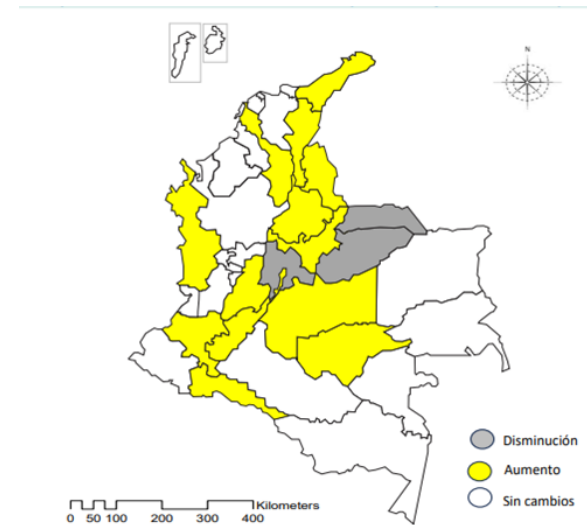 N
Disminución
Aumento
Sin cambios
Kilometers
0 50 100 200 300 400